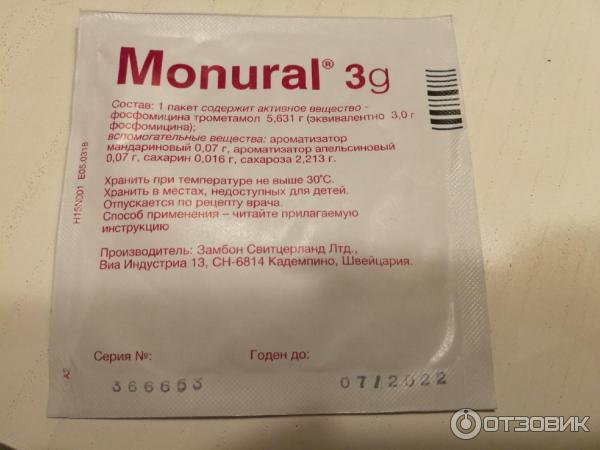 Monural® 3g
Состав: 1 пакет содержит активное вещество -
фосфомицина трометамол 5,631 г (эквивалентно 3,0 г
фосфомицина);
вспомогательные вещества: ароматизатор
мандариновый 0,07 г, ароматизатор апельсиновый
0,07 г, сахарин 0,016 г, сахароза 2,213 г.
Хранить при температуре не выше 30°C.
Хранить в местах, недоступных для детей.
Отпускается по рецепту врача.
Способ применения – читайте прилагаемую
инструкцию
Производитель: Замбон Свитцерланд Лтд.,
Виа Индустриа 13, CH-6814 Кадемпино, Швейцария.
H15N001 E05.0318
Серия №: Годен до:
366653 07/2022
A2
ОТЗОВИК